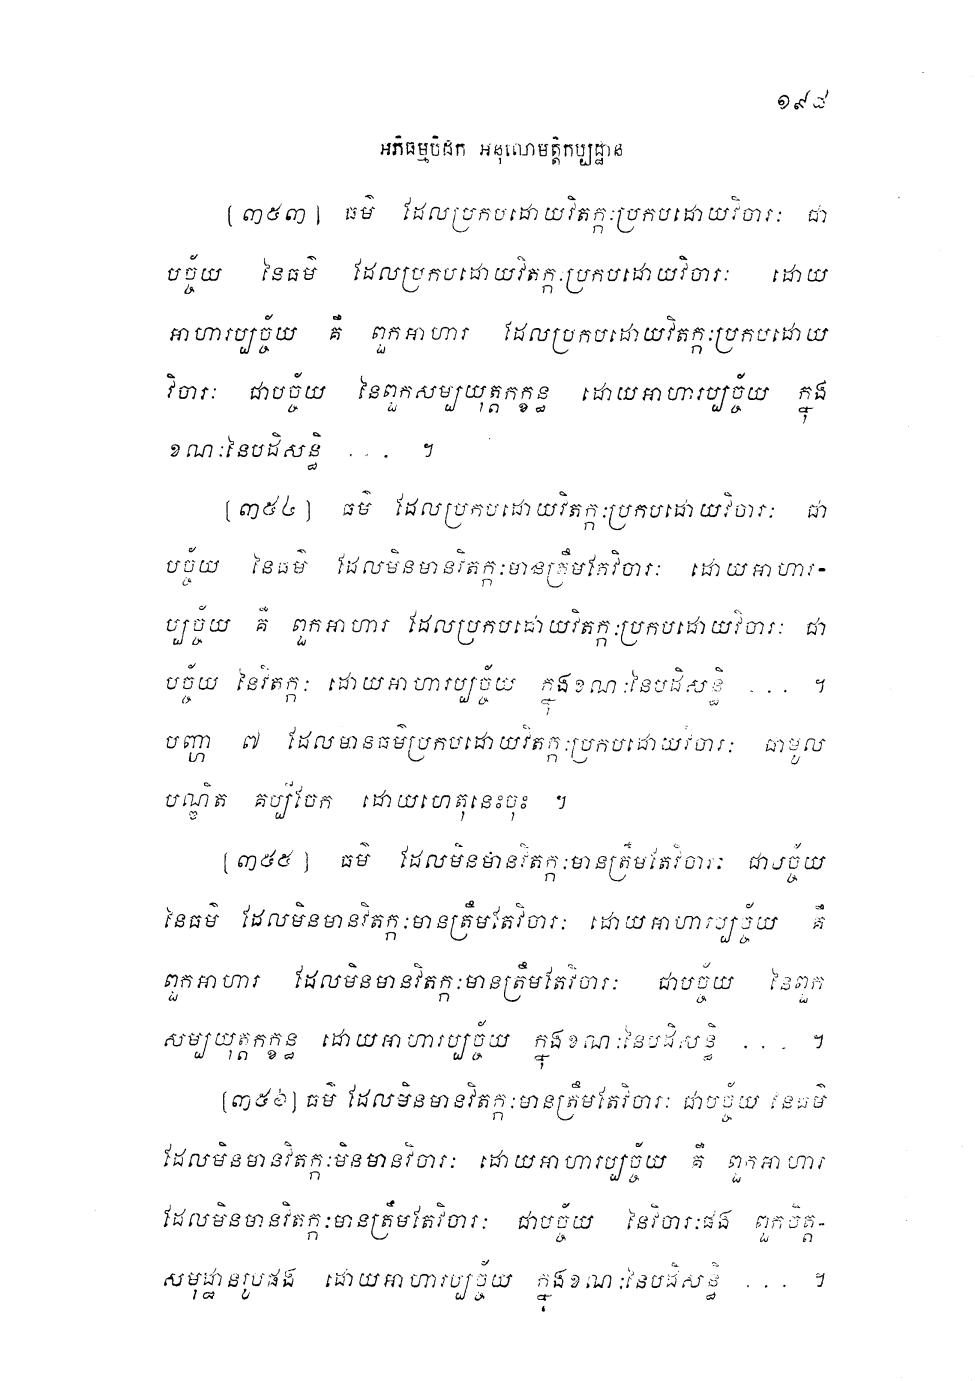 ១៩៨
អភិធម្មបិដក អនុលោមត្តិកប្បដ្ឋាន
[៣៥៣] ធម៌ ដែលប្រកបដោយវិតក្កៈប្រកបដោយវិចារៈ ជា
បច្ច័យ នៃធម៌ ដែលប្រកបដោយវិតក្កៈប្រកបដោយវិចារៈ ដោយ
អាហារប្បច្ច័យ គឺ ពួកអាហារ ដែលប្រកបដោយវិតក្កៈប្រកបដោយ
វិចារៈ ជាបច្ច័យ នៃពួកសម្បយុត្តកក្ខន្ធ ដោយអាហារប្បច្ច័យ ក្នុង
ខណៈនៃបដិសន្ធិ ... ។
[៣៥៤] ធម៌ ដែលប្រកបដោយវិតក្កៈប្រកបដោយវិចារៈ ជា
បច្ច័យ នៃធម៌ ដែលមិនមានវិតក្កៈមានត្រឹមតែវិចារៈ ដោយអាហារ-
ប្បច្ច័យ គឺ ពួកអាហារ ដែលប្រកបដោយវិតក្កៈប្រកបដោយវិចារៈ ជា
បច្ច័យ នៃវិតក្កៈ ដោយអាហារប្បច្ច័យ ក្នុងខណៈនៃបដិសន្ធិ ... ។
បញ្ហា ៧ ដែលមានធម៌ប្រកបដោយវិតក្កៈប្រកបដោយវិចារៈ ជាមូល
បណ្ឌិត គប្បីចែក ដោយហេតុនេះចុះ ។
[៣៥៥] ធម៌ ដែលមិនមានវិតក្កៈមានត្រឹមតែវិចារៈ ជាបច្ច័យ
នៃធម៌ ដែលមិនមានវិតក្កៈមានត្រឹមតែវិចារៈ ដោយអាហារប្បច្ច័យ គឺ
ពួកអាហារ ដែលមិនមានវិតក្កៈមានត្រឹមតែវិចារៈ ជាបច្ច័យ នៃពួក
សម្បយុត្តកក្ខន្ធ ដោយអាហារប្បច្ច័យ ក្នុងខណៈនៃបដិសន្ធិ ... ។
[៣៥៦] ធម៌ ដែលមិនមានវិតក្កៈមានត្រឹមតែវិចារៈ ជាបច្ច័យ នៃធម៌
ដែលមិនមានវិតក្កៈមិនមានវិចារៈ ដោយអាហារប្បច្ច័យ គឺ ពួកអាហារ
ដែលមិនមានវិតក្កៈមានត្រឹមតែវិចារៈ ជាបច្ច័យ នៃវិចារៈផង ពួកចិត្ត-
សមុដ្ឋានរូបផង ដោយអាហារប្បច្ច័យ ក្នុងខណៈនៃបដិសន្ធិ ... ។